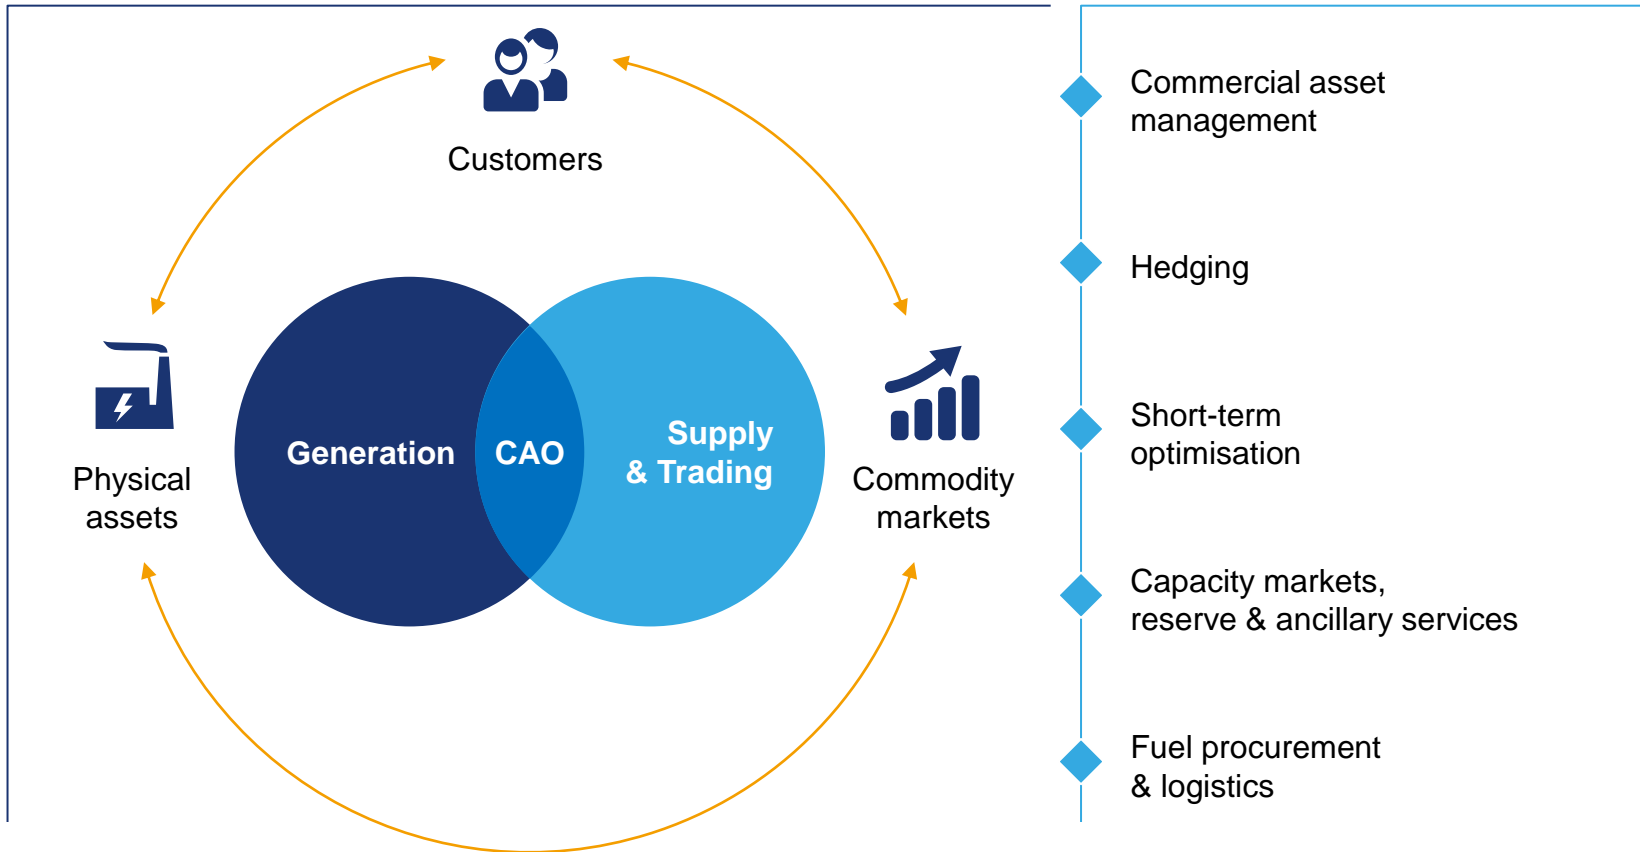 Customers
Generation
CAO
Supply
& Trading
Physical
assets
Commodity
markets
Commercial asset
management
Hedging
Short-term
optimisation
Capacity markets,
reserve & ancillary services
Fuel procurement
& logistics